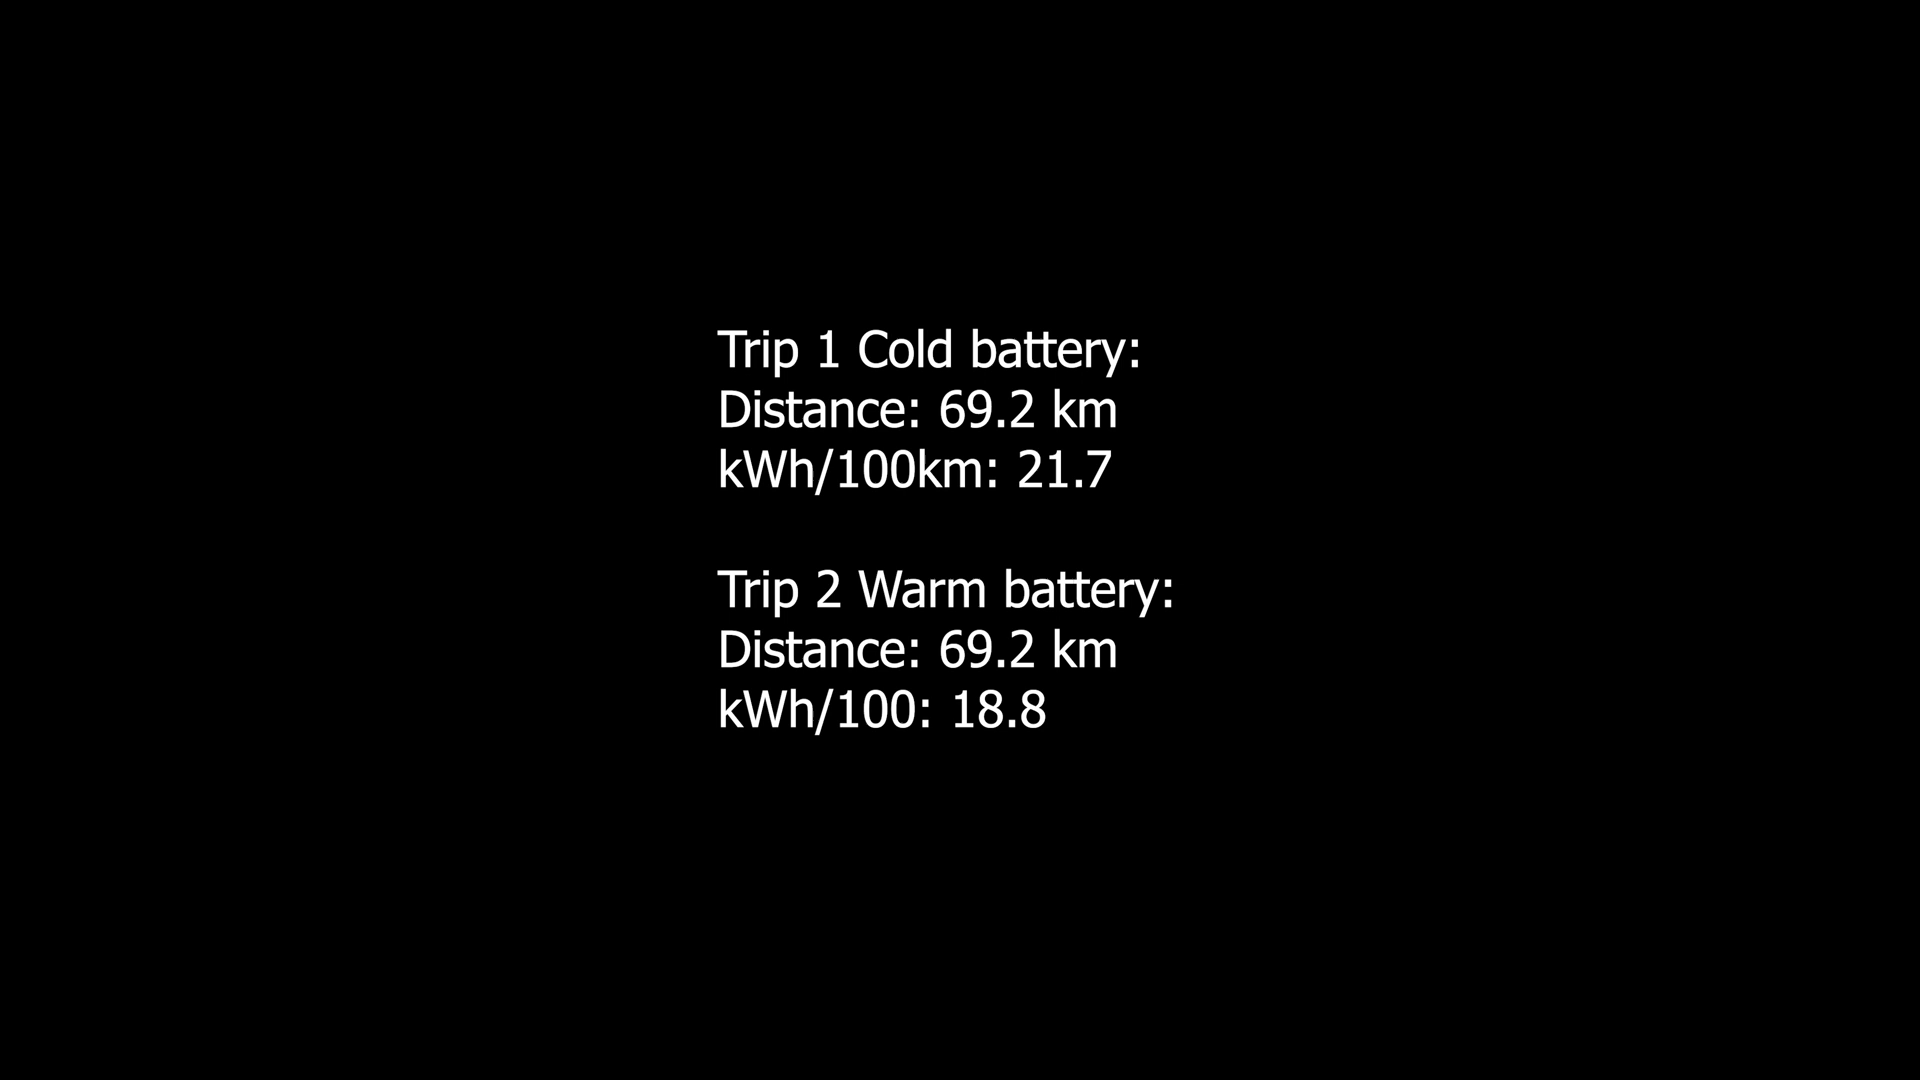 Trip 1 Cold battery:
Distance: 69.2 km
kWh/100km: 21.7
Trip 2 Warm battery:
Distance: 69.2 km
kWh/100: 18.8